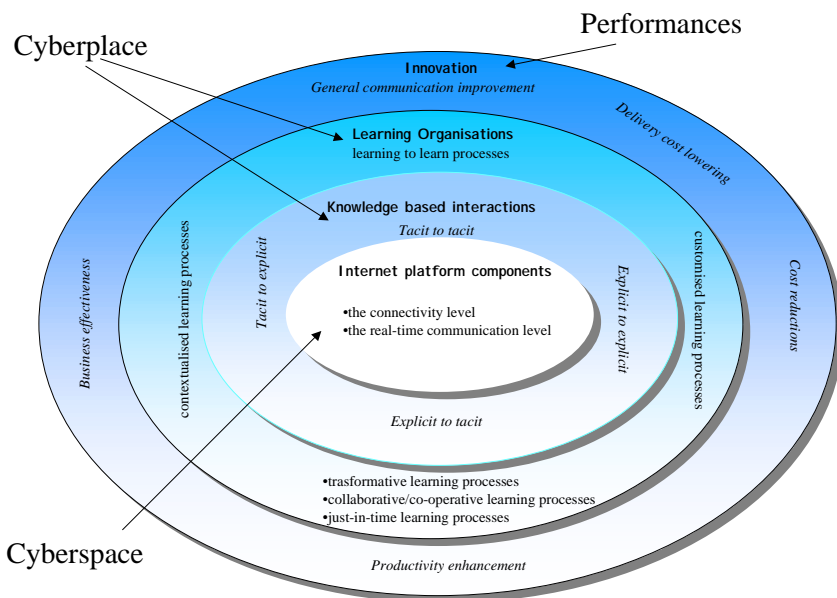 Performances
Cyberplace
Innovation
General communication improvement
Delivery cost lowering
Learning Organisations
learning to learn processes
Knowledge based interactions
Tacit to tacit
Internet platform components
•the connectivity level
•the real-time communication level
Business effectiveness
contextualised learning processes
Tacit to explicit
Explicit to explicit
customised learning processes
Cost reductions
Explicit to tacit
•trasformative learning processes
•collaborative/co-operative learning processes
•just-in-time learning processes
Cyberspace
Productivity enhancement